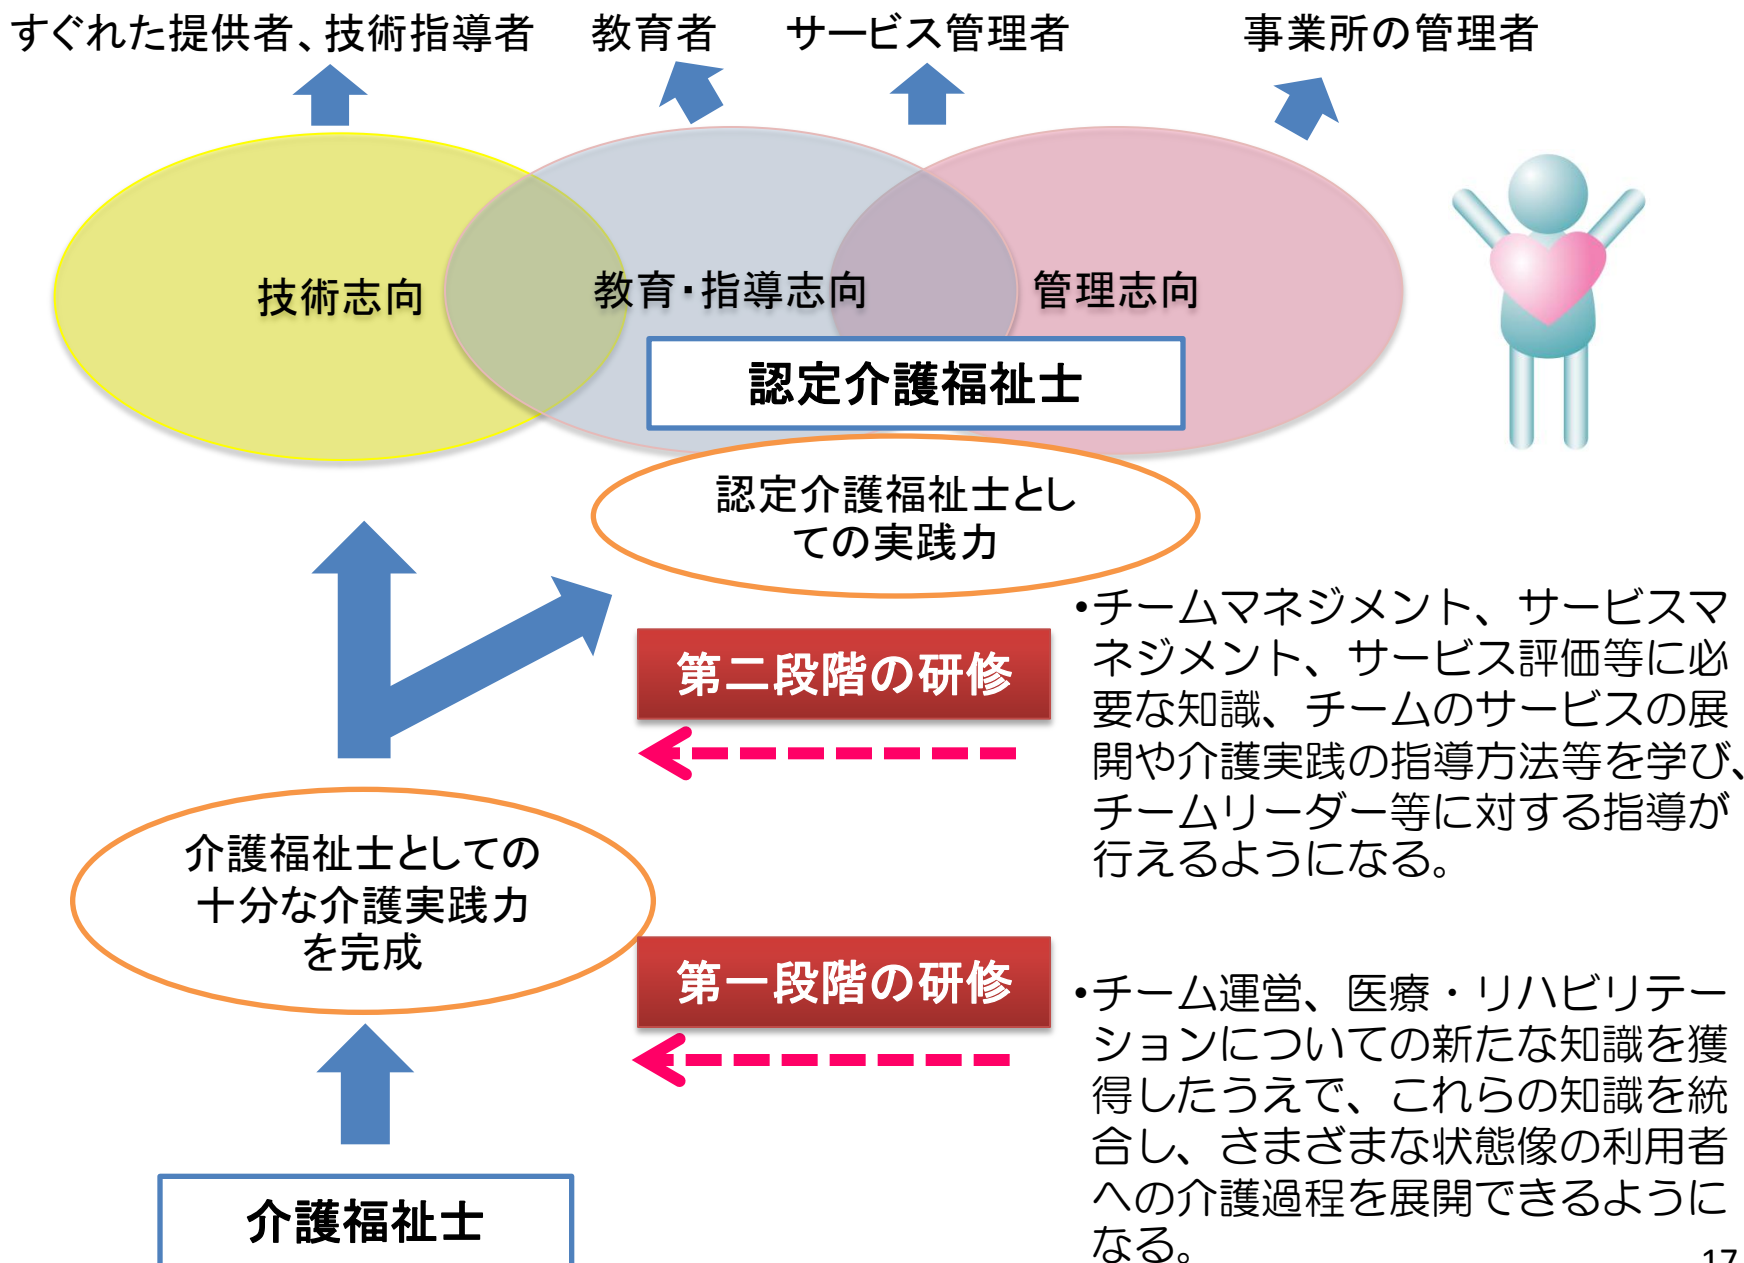 すぐれた提供者、技術指導者
教育者
サービス管理者
事業所の管理者
技術志向
教育・指導志向
管理志向
認定介護福祉士
認定介護福祉士とし
ての実践力
第二段階の研修
•チームマネジメント、サービスマ
ネジメント、サービス評価等に必
要な知識、チームのサービスの展
開や介護実践の指導方法等を学び、
チームリーダー等に対する指導が
行えるようになる。
介護福祉士としての
十分な介護実践力
を完成
第一段階の研修
•チーム運営、医療・リハビリテー
ションについての新たな知識を獲
得したうえで、これらの知識を統
合し、さまざまな状態像の利用者
への介護過程を展開できるように
なる。
介護福祉士
17